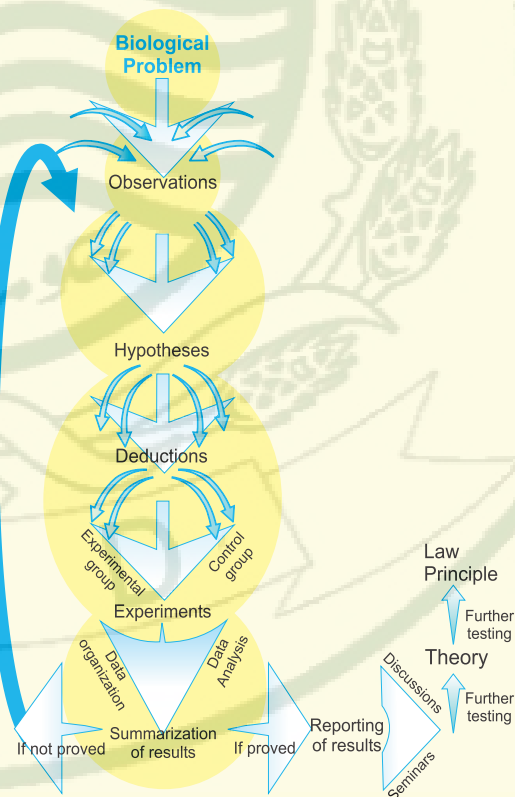 Biological
Problem
Observations
Hypotheses
Deductions
Experimental
group
Control
group
Experiments
Data
organization
Data
Analysis
If not proved
Summarization
of results
If proved
Reporting
of results
Discussions
Seminars
Law
Principle
Further
testing
Theory
Further
testing